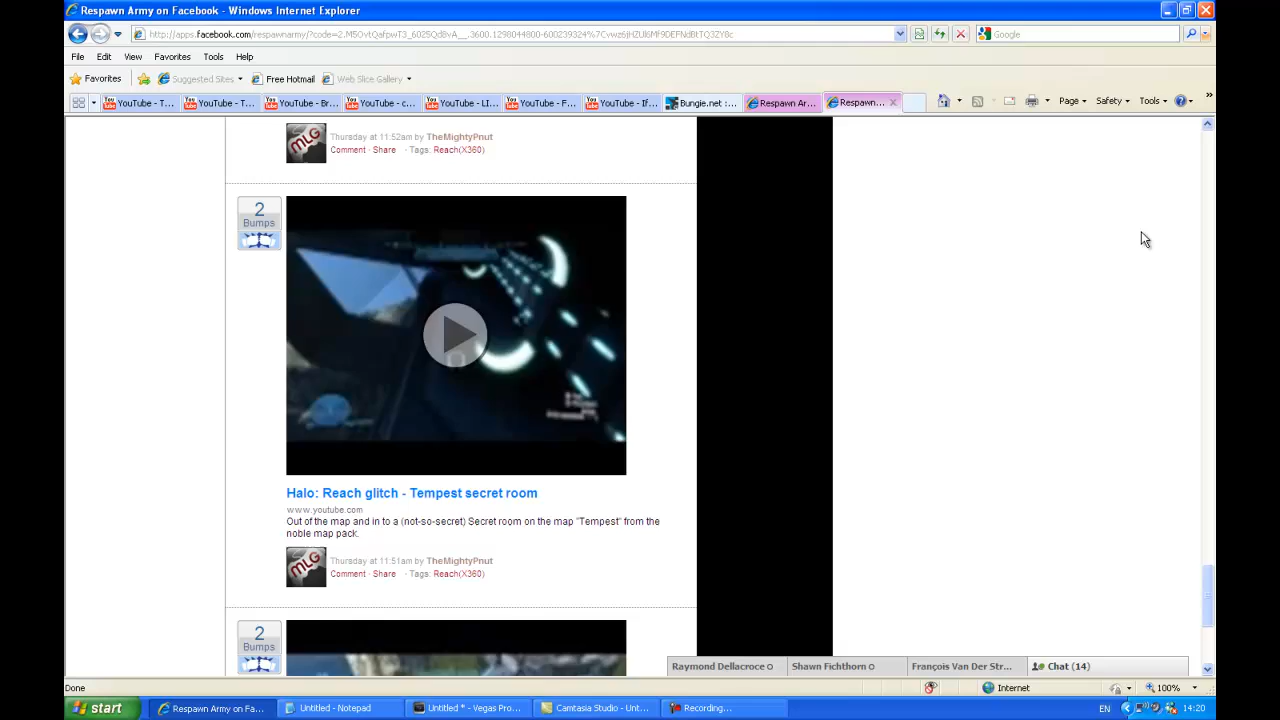 Respawn Army on Facebook - Windows Internet Explorer
Google
File Edit View Favorites Tools Help
Favorites Suggested Sites Free Hotmail Web Slice Gallery
YouTube - T... YouTube - T... YouTube - Br... YouTube - c... YouTube - LI... YouTube - F... YouTube - If... Bungie.net :... Respawn Ar... Respawn... Page Safety Tools
Thursday at 11:52am by TheMightyPnut
Comment · Share · Tags: Reach(X360)
2
Bumps
Halo: Reach glitch - Tempest secret room
www.youtube.com
Out of the map and in to a (not-so-secret) Secret room on the map "Tempest" from the
noble map pack.
MLG
Thursday at 11:51am by TheMightyPnut
Comment · Share · Tags: Reach(X360)
2
Bumps
Raymond Dellacroce Shawn Fichthorn François Van Der Str... Chat (14)
Done Internet 100%
start Respawn Army on Fa... Untitled - Notepad Untitled * - Vegas Pro... Camtasia Studio - Unt... Recording... EN 14:20